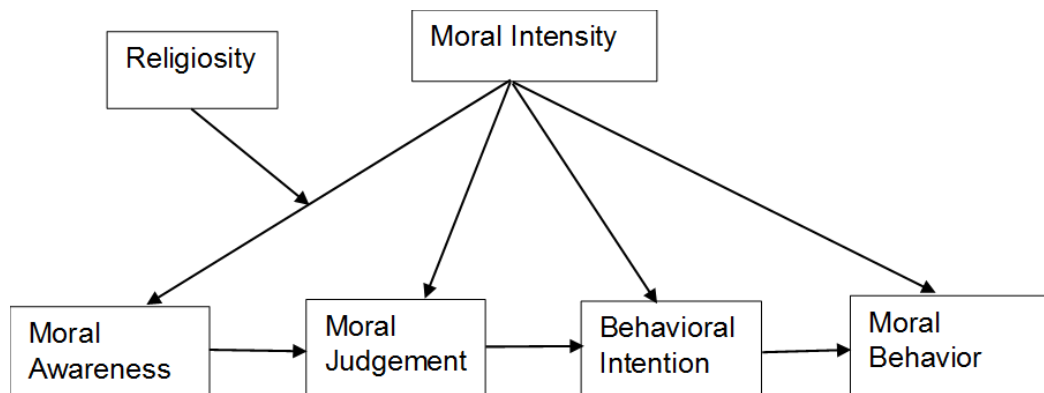 Moral Intensity
Religiosity
Moral
Awareness
Moral
Judgement
Behavioral
Intention
Moral
Behavior